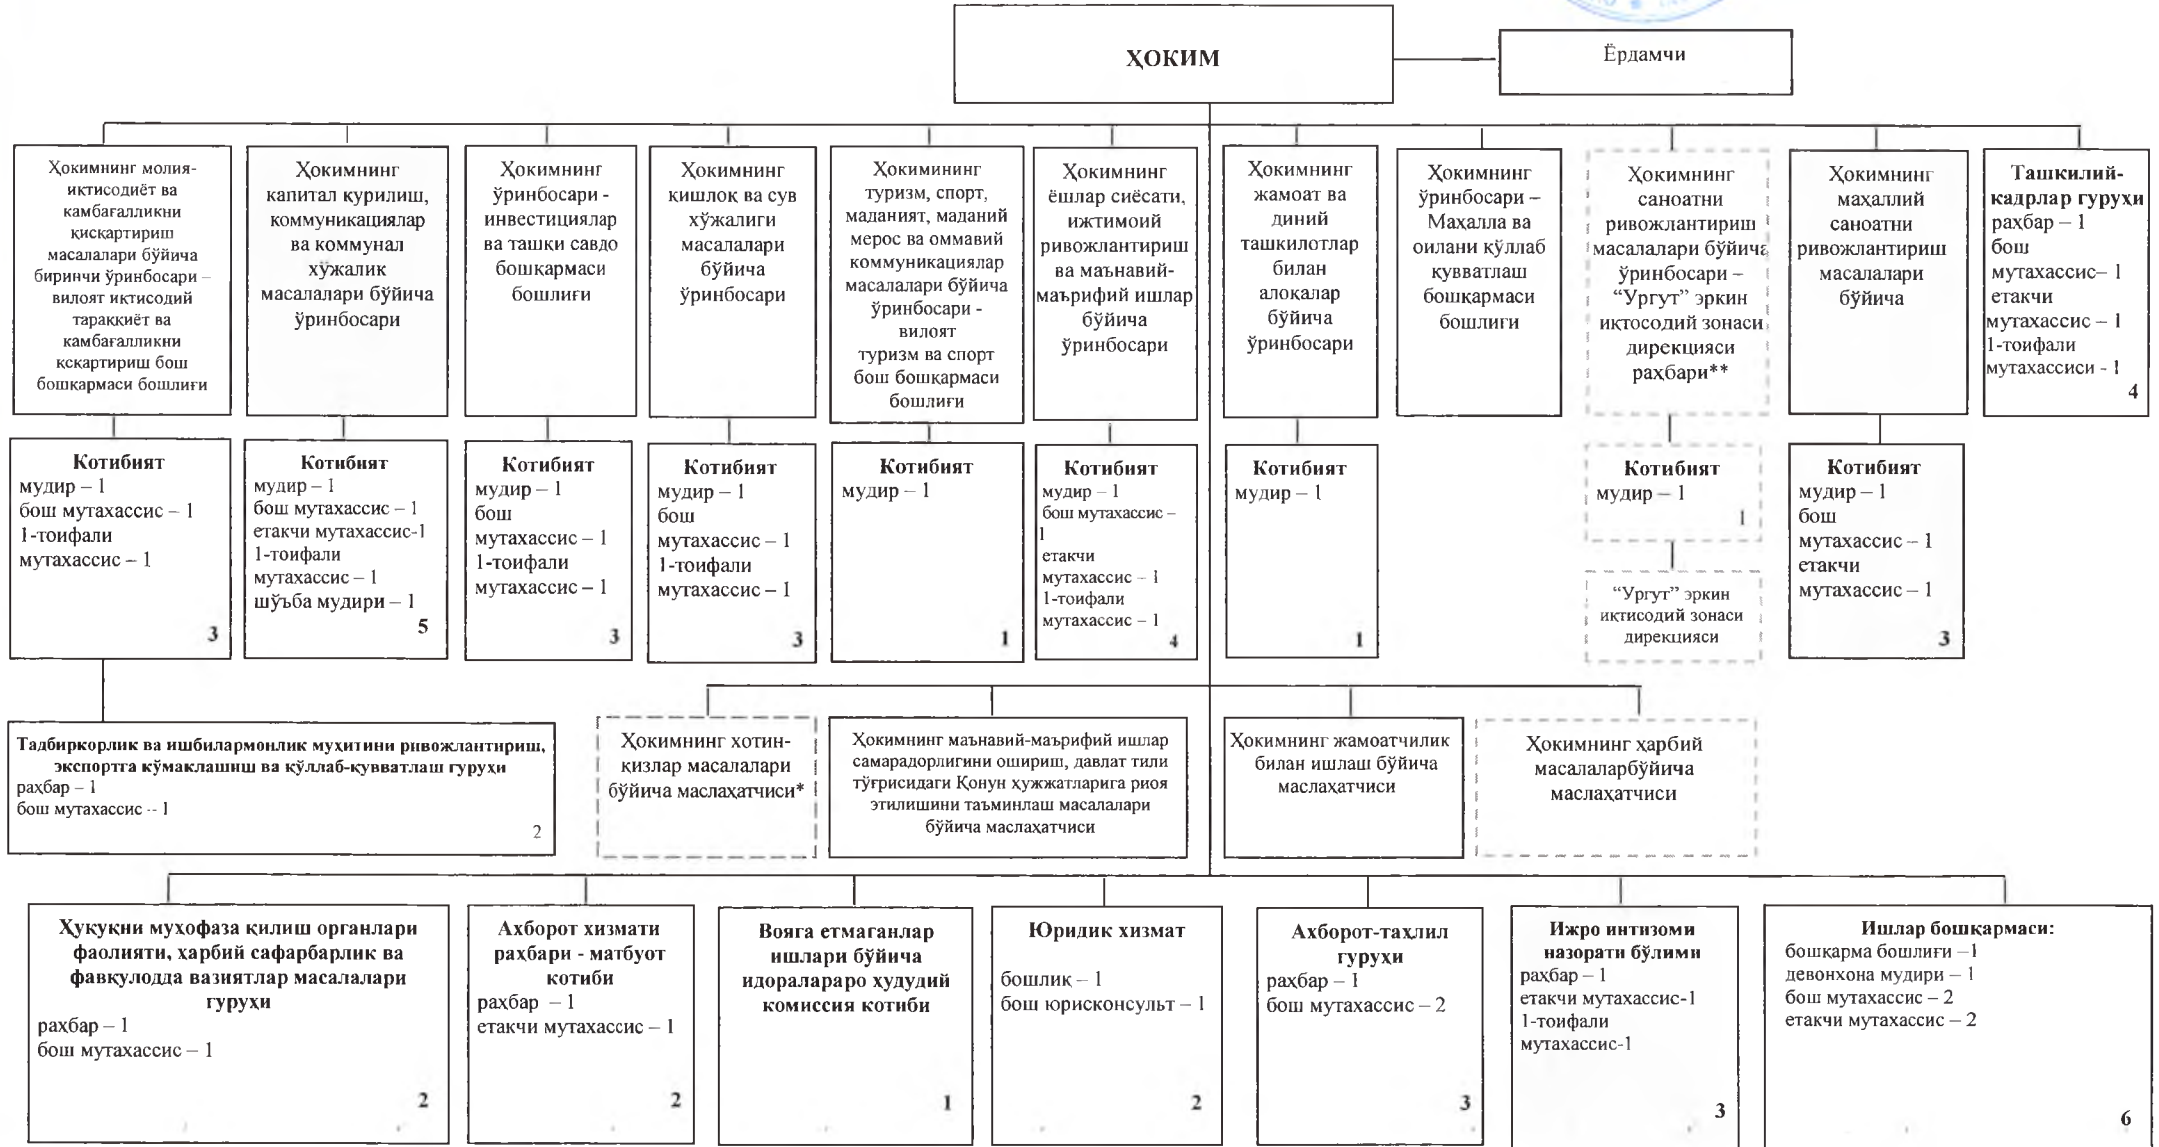 ҲОКИМ
Ёрдамчи
Ҳокимнинг молия-
иқтисодиёт ва
камбағалликни
қисқартириш
масалалари бўйича
биринчи ўринбосари –
вилоят иқтисодий
тараққиёт ва
камбағалликни
қсқартириш бош
бошқармаси бошлиғи
Ҳокимнинг
капитал қурилиш,
коммуникациялар
ва коммунал
хўжалик
масалалари бўйича
ўринбосари
Ҳокимнинг
ўринбосари -
инвестициялар
ва ташқи савдо
бошқармаси
бошлиғи
Ҳокимнинг
қишлоқ ва сув
хўжалиги
масалалари
бўйича
ўринбосари
Ҳокимининг
туризм, спорт,
маданият, маданий
мерос ва оммавий
коммуникациялар
масалалари бўйича
ўринбосари -
вилоят
туризм ва спорт
бош бошқармаси
бошлиғи
Ҳокимнинг
ёшлар сиёсати,
ижтимоий
ривожлантириш
ва маънавий-
маърифий ишлар
бўйича
ўринбосари
Ҳокимнинг
жамоат ва
диний
ташкилотлар
билан
алоқалар
бўйича
ўринбосари
Ҳокимнинг
ўринбосари –
Маҳалла ва
оилани қўллаб
қувватлаш
бошқармаси
бошлиғи
Ҳокимнинг
саноатни
ривожлантириш
масалалари бўйича
ўринбосари –
“Ургут” эркин
иқтосодий зонаси
дирекцияси
раҳбари**
Ҳокимнинг
маҳаллий
саноатни
ривожлантириш
масалалари
бўйича
Ташкилий-
кадрлар гуруҳи
раҳбар – 1
бош
мутахассис– 1
етакчи
мутахассис – 1
1-тоифали
мутахассиси - 1
4
Котибият
мудир – 1
бош мутахассис – 1
1-тоифали
мутахассис – 1
3
Котибият
мудир – 1
бош мутахассис – 1
етакчи мутахассис-1
1-тоифали
мутахассис – 1
шўъба мудири – 1
5
Котибият
мудир – 1
бош
мутахассис – 1
1-тоифали
мутахассис – 1
3
Котибият
мудир – 1
бош
мутахассис – 1
1-тоифали
мутахассис – 1
3
Котибият
мудир – 1
1
Котибият
мудир – 1
бош мутахассис –
1
етакчи
мутахассис – 1
1-тоифали
мутахассис – 1
4
Котибият
мудир – 1
1
Котибият
мудир – 1
1
“Ургут” эркин
иқтисодий зонаси
дирекцияси
Котибият
мудир – 1
бош
мутахассис – 1
етакчи
мутахассис – 1
3
Тадбиркорлик ва ишбилармонлик муҳитини ривожлантириш,
экспортга кўмаклашиш ва қўллаб-қувватлаш гуруҳи
раҳбар – 1
бош мутахассис -- 1
2
Ҳокимнинг хотин-
қизлар масалалари
бўйича маслаҳатчиси*
Ҳокимнинг маънавий-маърифий ишлар
самарадорлигини ошириш, давлат тили
тўғрисидаги Қонун ҳужжатларига риоя
этилишини таъминлаш масалалари
бўйича маслаҳатчиси
Ҳокимнинг жамоатчилик
билан ишлаш бўйича
маслаҳатчиси
Ҳокимнинг ҳарбий
масалаларбўйича
маслаҳатчиси
Ҳуқуқни муҳофаза қилиш органлари
фаолияти, ҳарбий сафарбарлик ва
фавқулодда вазиятлар масалалари
гуруҳи
раҳбар – 1
бош мутахассис – 1
2
Ахборот хизмати
раҳбари - матбуот
котиби
раҳбар – 1
етакчи мутахассис – 1
2
Вояга етмаганлар
ишлари бўйича
идоралараро ҳудудий
комиссия котиби
1
Юридик хизмат
бошлиқ – 1
бош юрисконсульт – 1
2
Ахборот-таҳлил
гуруҳи
раҳбар – 1
бош мутахассис – 2
3
Ижро интизоми
назорати бўлими
раҳбар – 1
етакчи мутахассис-1
1-тоифали
мутахассис-1
3
Ишлар бошқармаси:
бошқарма бошлиғи –1
девонхона мудири – 1
бош мутахассис – 2
етакчи мутахассис – 2
6